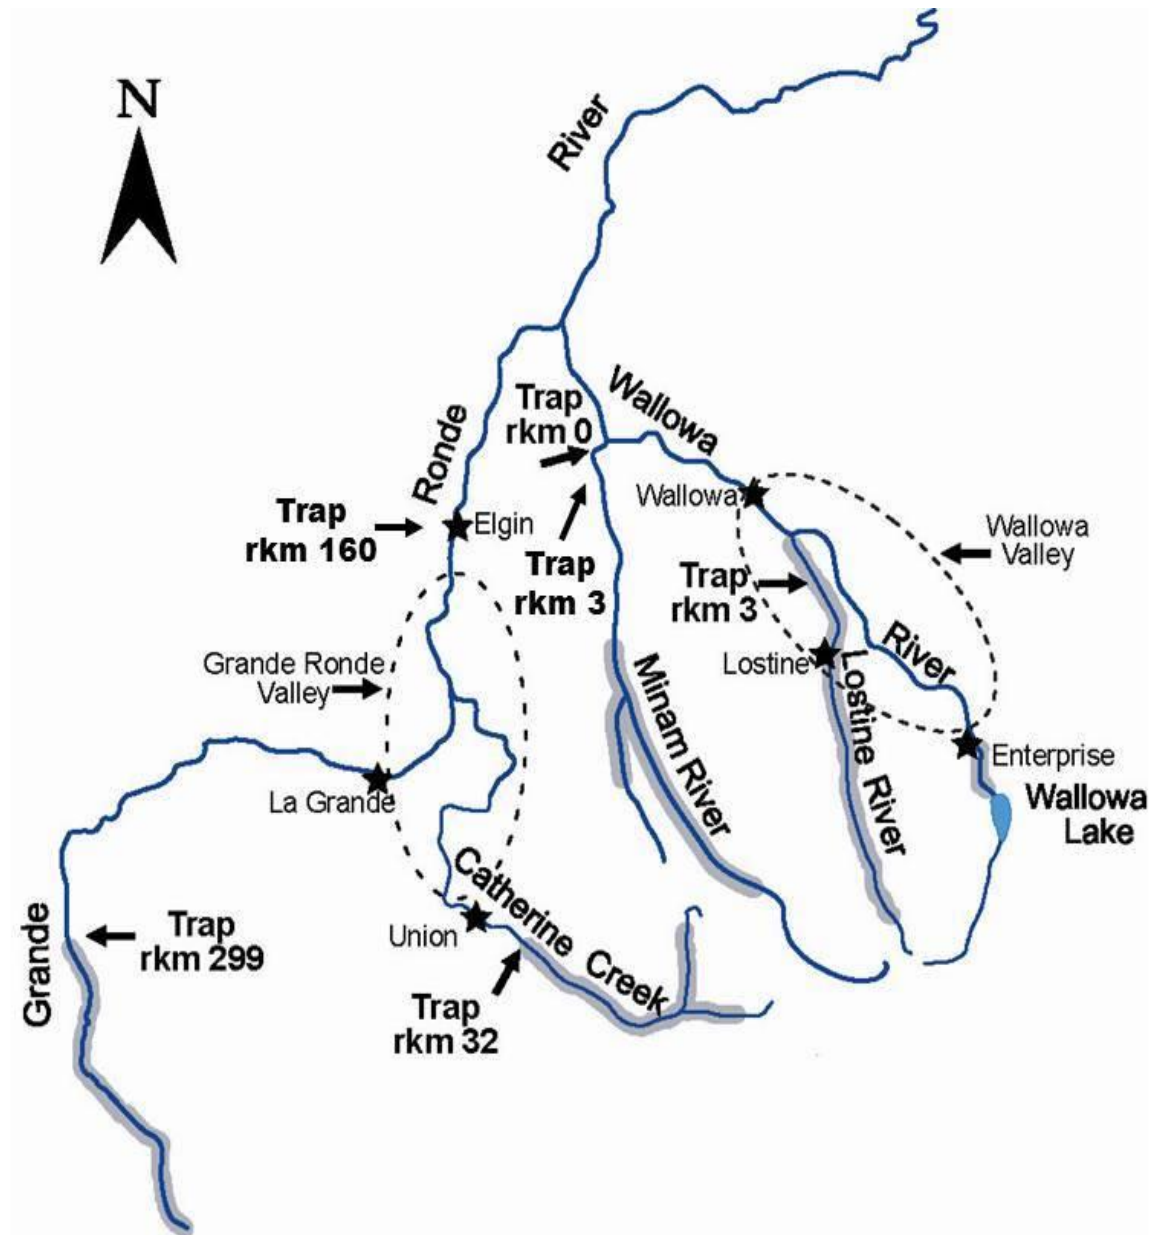 N
River
Trap
rkm 0
Wallowa
Ronde
Wallowa
Elgin
Trap
rkm 160
Wallowa
Valley
Trap
rkm 3
Trap
rkm 3
River
Lostine
Grande Ronde
Valley
Minam River
Lostine River
Enterprise
La Grande
Wallowa
Lake
Catherine Creek
Union
Grande
Trap
rkm 299
Trap
rkm 32